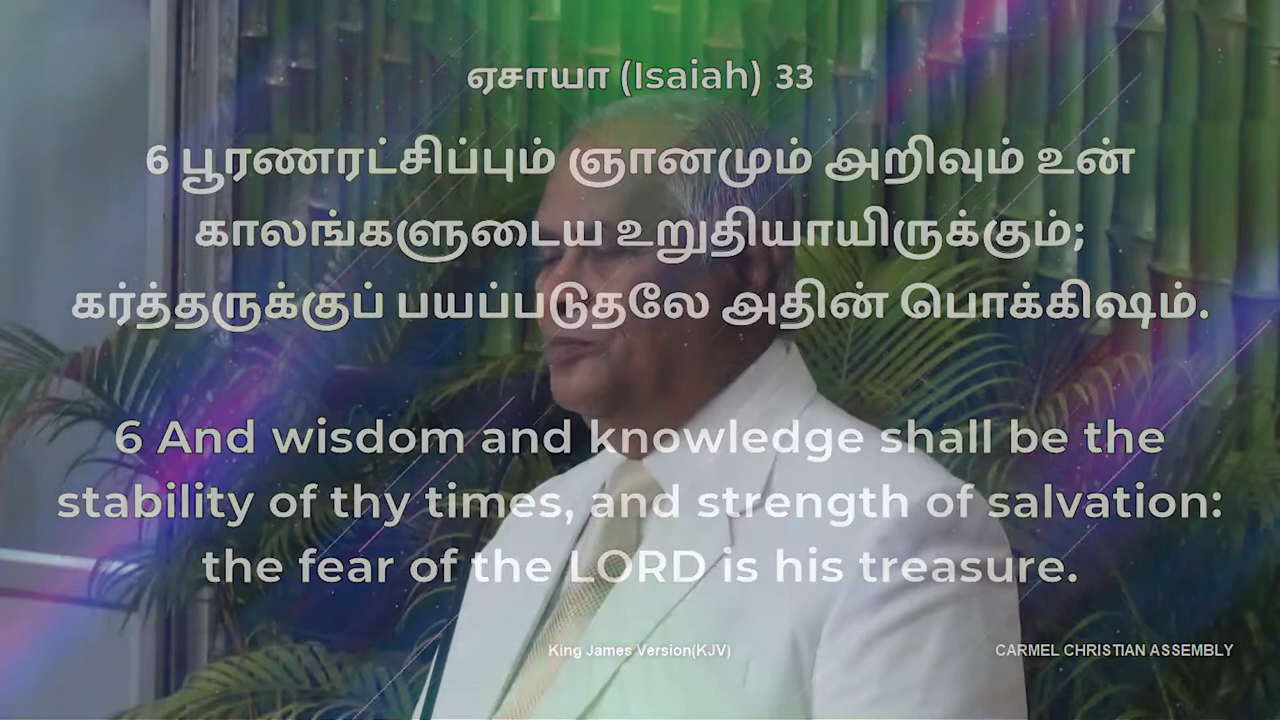 ஏசாயா (Isaiah) 33
6 பூரணரட்சிப்பும் ஞானமும் அறிவும் உன்
காலங்களுடைய உறுதியாயிருக்கும்;
கர்த்தருக்குப் பயப்படுதலே அதின் பொக்கிஷம்.
6 And wisdom and knowledge shall be the
stability of thy times, and strength of salvation:
the fear of the LORD is his treasure.
King James Version(KJV)
CARMEL CHRISTIAN ASSEMBLY